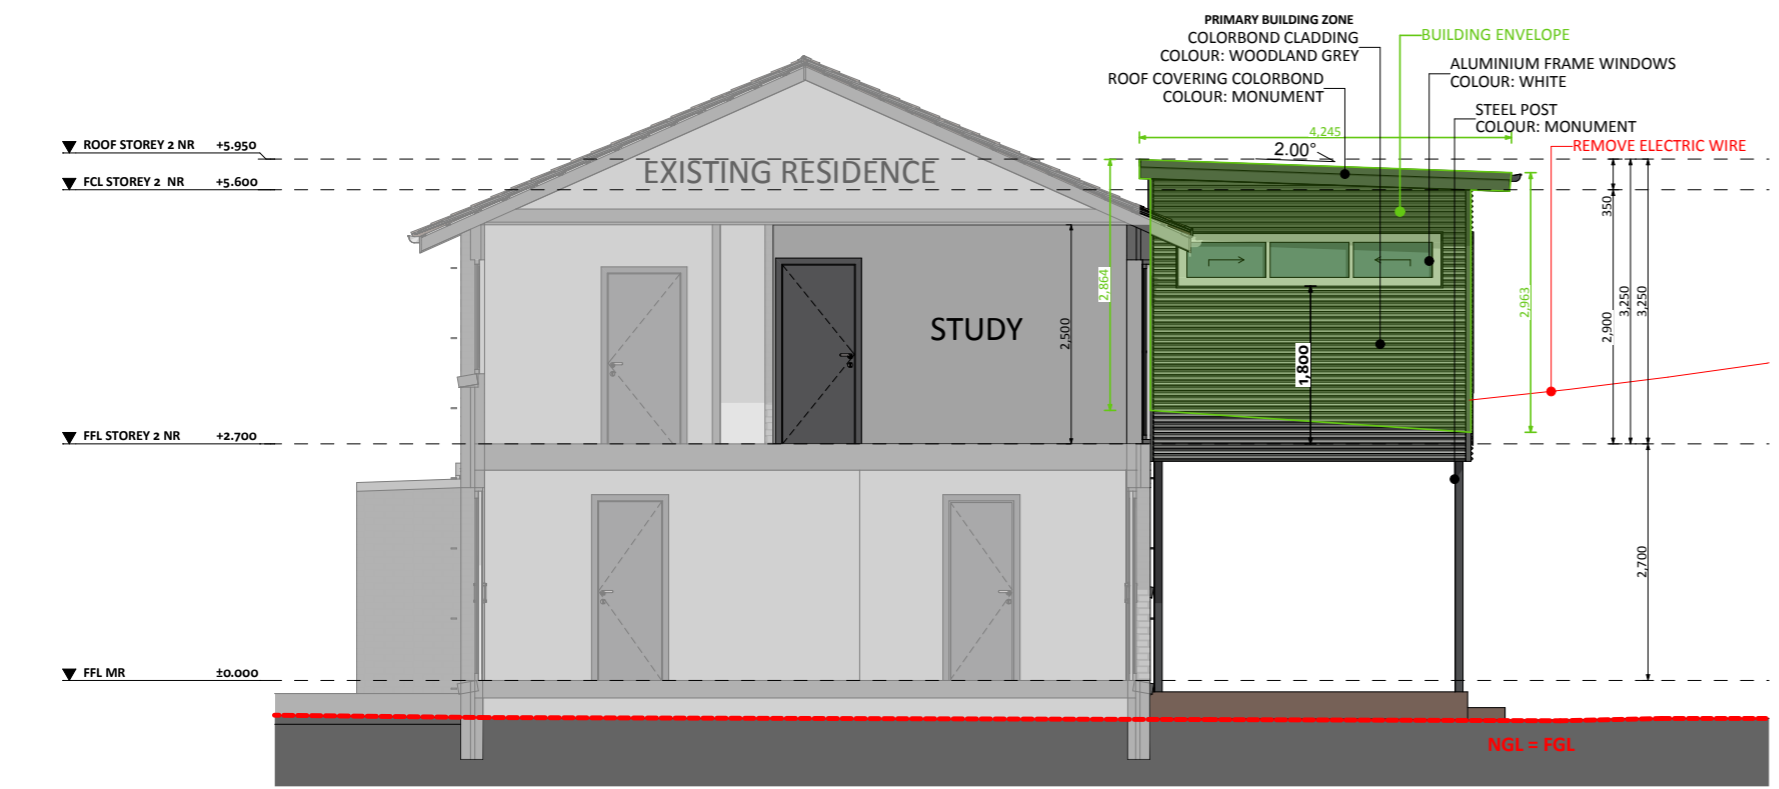 PRIMARY BUILDING ZONE
COLORBOND CLADDING
COLOUR: WOODLAND GREY
ROOF COVERING COLORBOND
COLOUR: MONUMENT
BUILDING ENVELOPE
ALUMINIUM FRAME WINDOWS
COLOUR: WHITE
STEEL POST
COLOUR: MONUMENT
REMOVE ELECTRIC WIRE
4,245
2.00°
ROOF STOREY 2 NR +5.950
FCL STOREY 2 NR +5.600
EXISTING RESIDENCE
350
2,864
2,963
3,250
3,250
2,900
STUDY
2,500
1,800
FFL STOREY 2 NR +2.700
2,700
FFL MR ±0.000
NGL = FGL